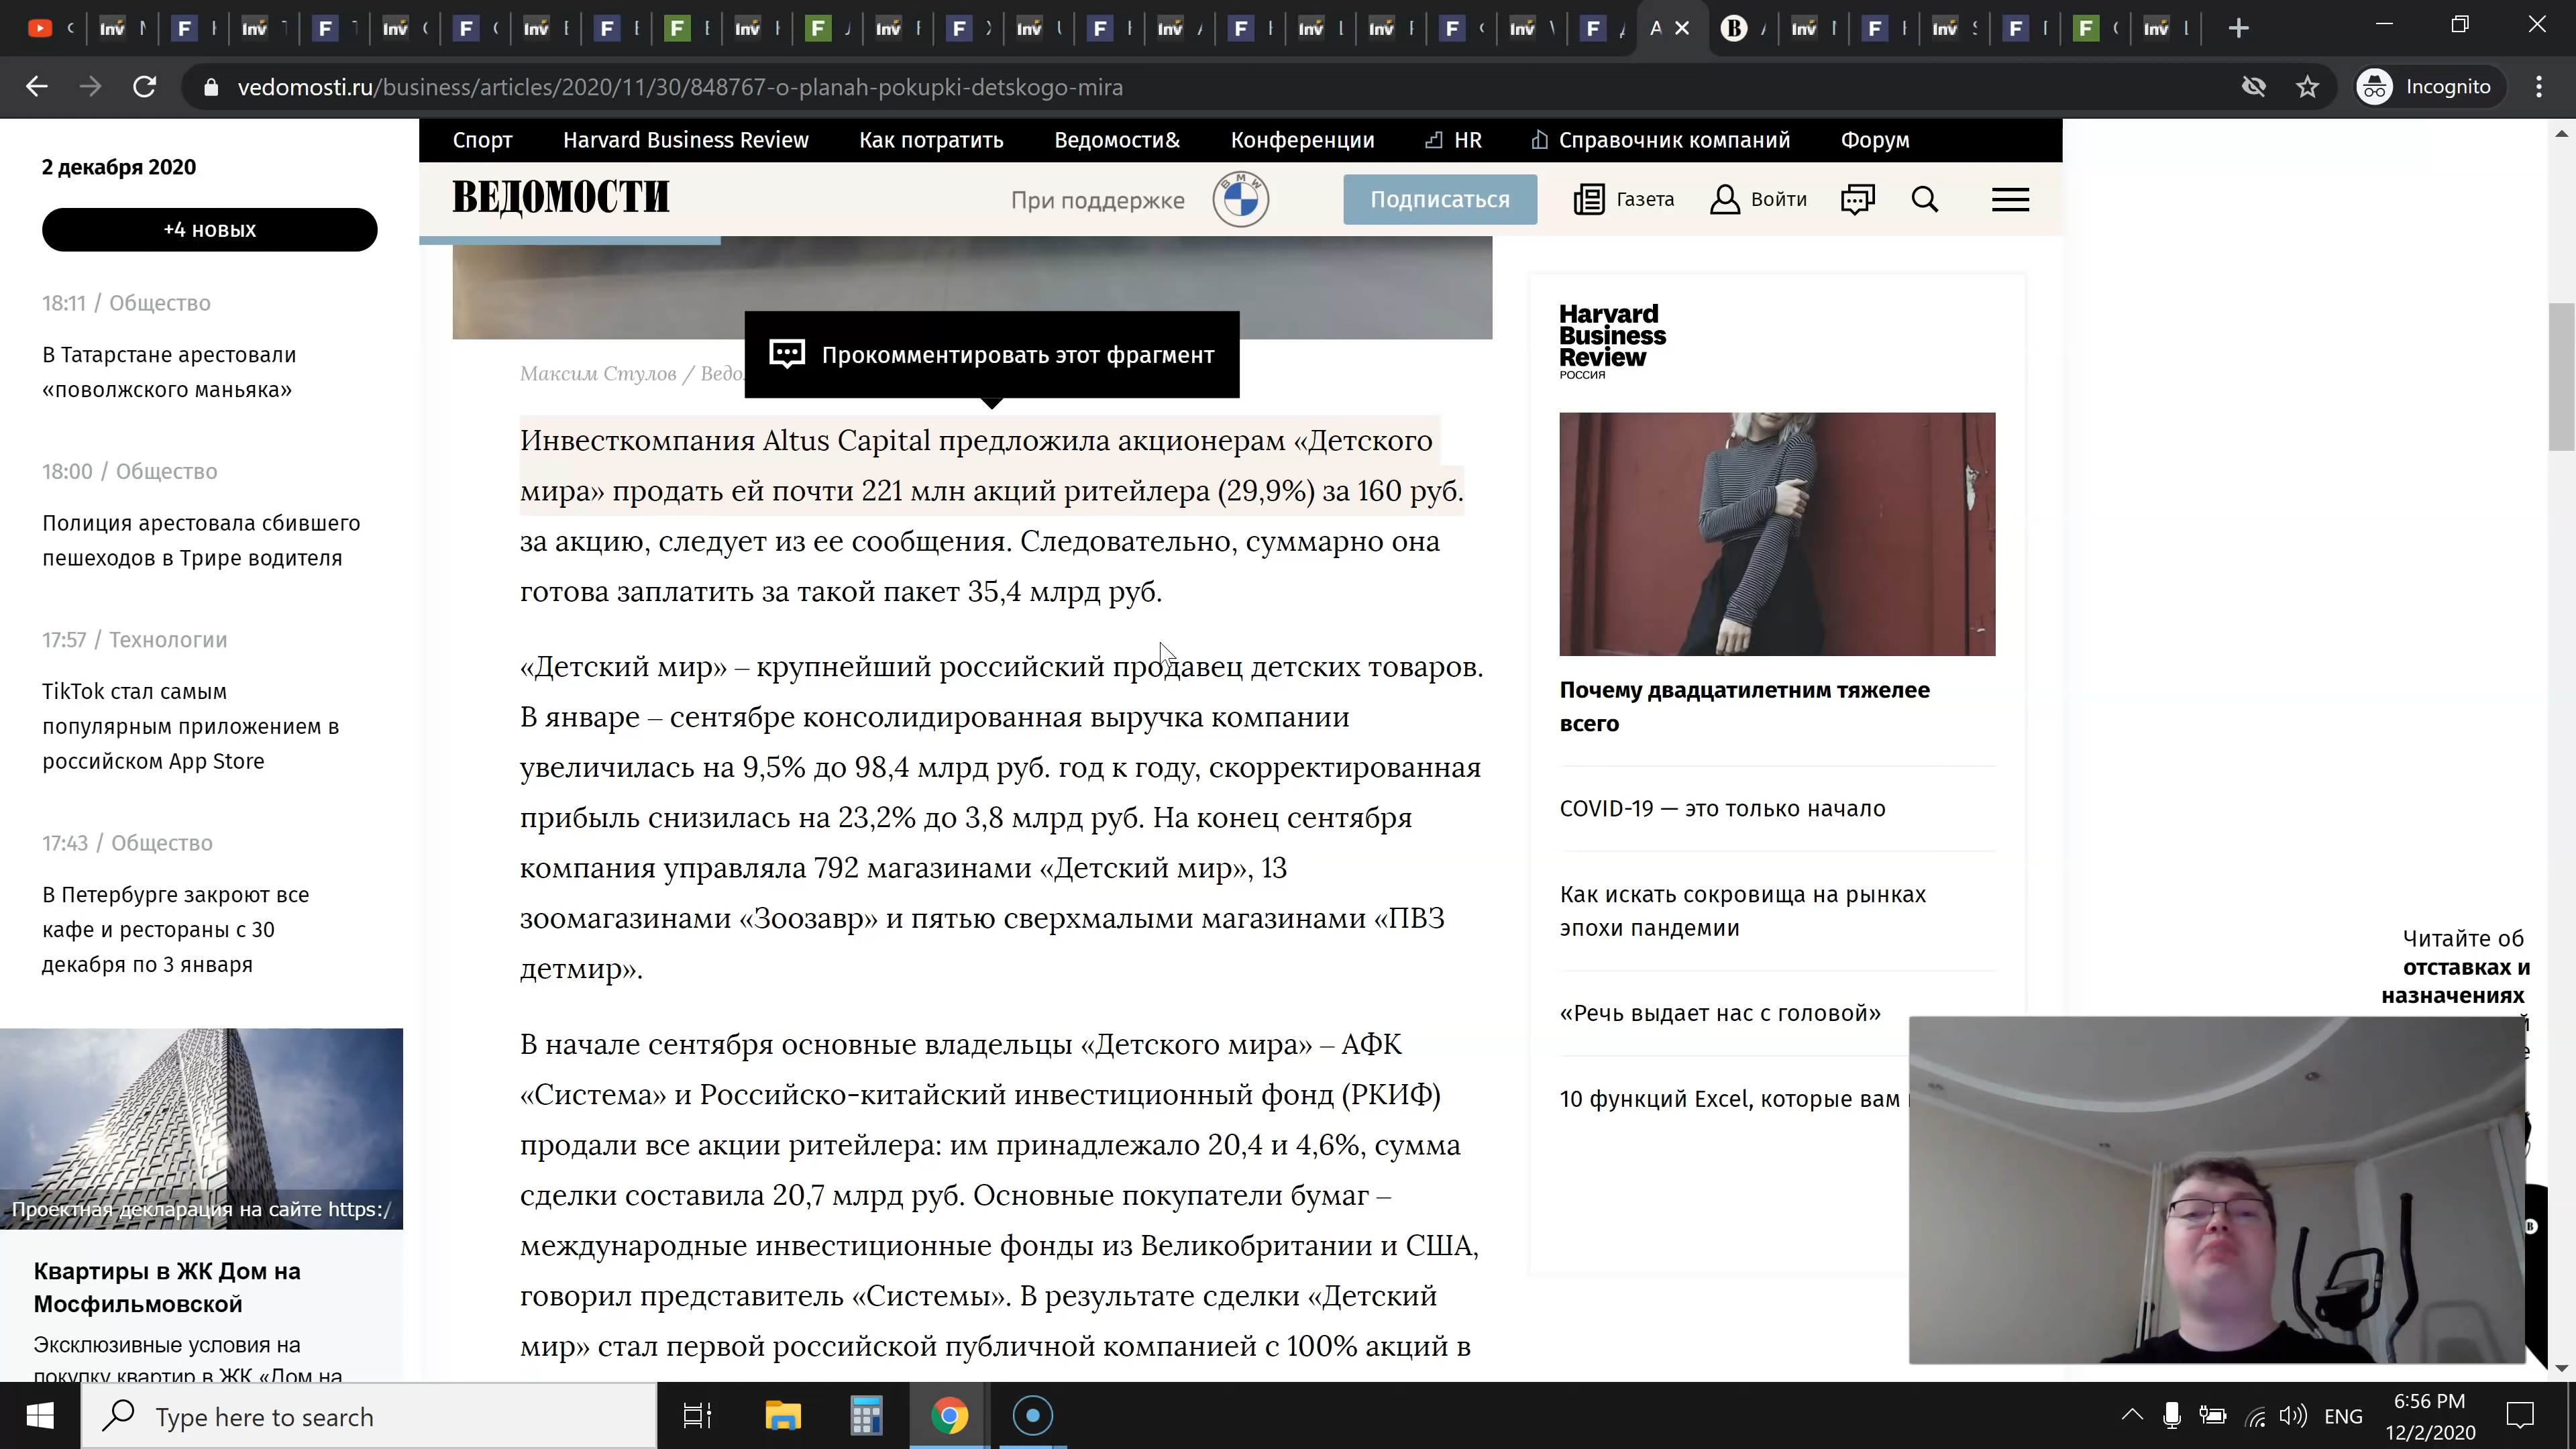 vedomosti.ru/business/articles/2020/11/30/848767-o-planah-pokupki-detskogo-mira
Incognito
2 декабря 2020
+4 новых
18:11 / Общество
В Татарстане арестовали
«поволжского маньяка»
18:00 / Общество
Полиция арестовала сбившего
пешеходов в Трире водителя
17:57 / Технологии
TikTok стал самым
популярным приложением в
российском App Store
17:43 / Общество
В Петербурге закроют все
кафе и рестораны с 30
декабря по 3 января
Проектная декларация на сайте https:/
Квартиры в ЖК Дом на
Мосфильмовской
Эксклюзивные условия на
покупку квартир в ЖК «Дом на
Спорт Harvard Business Review Как потратить Ведомости& Конференции HR Справочник компаний Форум
ВЕДОМОСТИ
При поддержке
BMW
Подписаться
Газета
Войти
Прокомментировать этот фрагмент
Максим Стулов /
Инвесткомпания Altus Capital предложила акционерам «Детского
мира» продать ей почти 221 млн акций ритейлера (29,9%) за 160 руб.
за акцию, следует из ее сообщения. Следовательно, суммарно она
готова заплатить за такой пакет 35,4 млрд руб.
«Детский мир» – крупнейший российский продавец детских товаров.
В январе – сентябре консолидированная выручка компании
увеличилась на 9,5% до 98,4 млрд руб. год к году, скорректированная
прибыль снизилась на 23,2% до 3,8 млрд руб. На конец сентября
компания управляла 792 магазинами «Детский мир», 13
зоомагазинами «Зоозавр» и пятью сверхмалыми магазинами «ПВЗ
детмир».
В начале сентября основные владельцы «Детского мира» – АФК
«Система» и Российско-китайский инвестиционный фонд (РКИФ)
продали все акции ритейлера: им принадлежало 20,4 и 4,6%, сумма
сделки составила 20,7 млрд руб. Основные покупатели бумаг –
международные инвестиционные фонды из Великобритании и США,
говорил представитель «Системы». В результате сделки «Детский
мир» стал первой российской публичной компанией с 100% акций в
Harvard
Business
Review
РОССИЯ
Почему двадцатилетним тяжелее
всего
COVID-19 — это только начало
Как искать сокровища на рынках
эпохи пандемии
«Речь выдает нас с головой»
10 функций Excel, которые вам
Читайте об
отставках и
назначениях
Type here to search
ENG
6:56 PM
12/2/2020